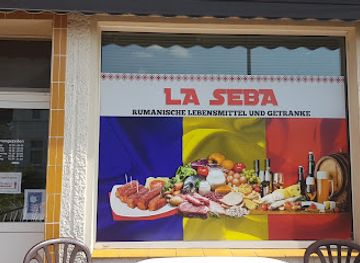 LA SEBA
RUMÄNISCHE LEBENSMITTEL UND GETRÄNKE